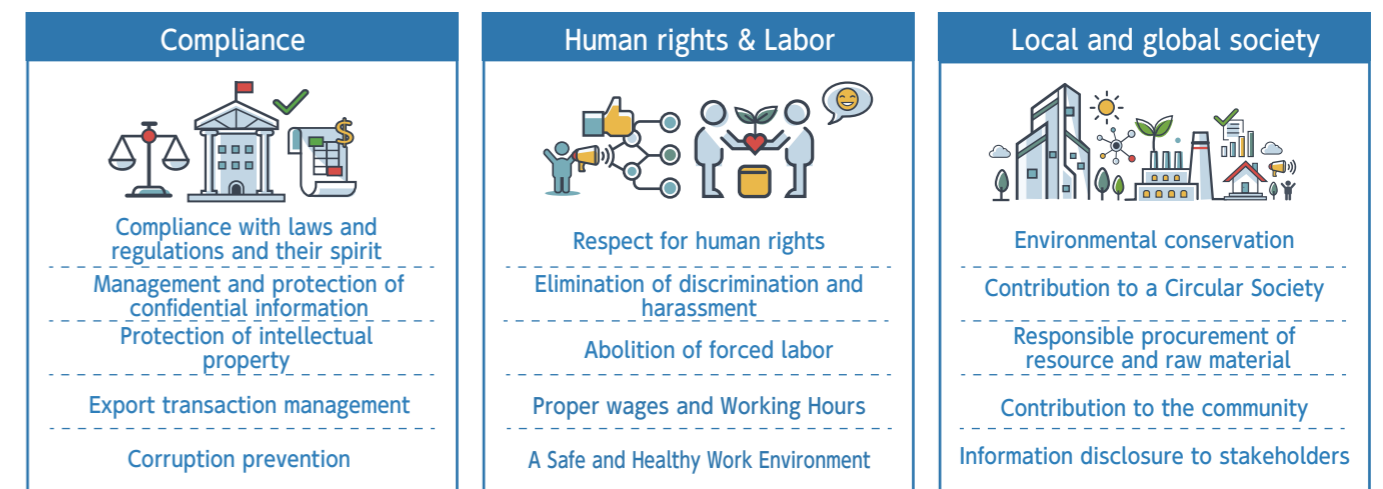 Compliance
Compliance with laws and
regulations and their spirit
Management and protection of
confidential information
Protection of intellectual
property
Export transaction management
Corruption prevention
Human rights & Labor
Respect for human rights
Elimination of discrimination and
harassment
Abolition of forced labor
Proper wages and Working Hours
A Safe and Healthy Work Environment
Local and global society
Environmental conservation
Contribution to a Circular Society
Responsible procurement of
resource and raw material
Contribution to the community
Information disclosure to stakeholders